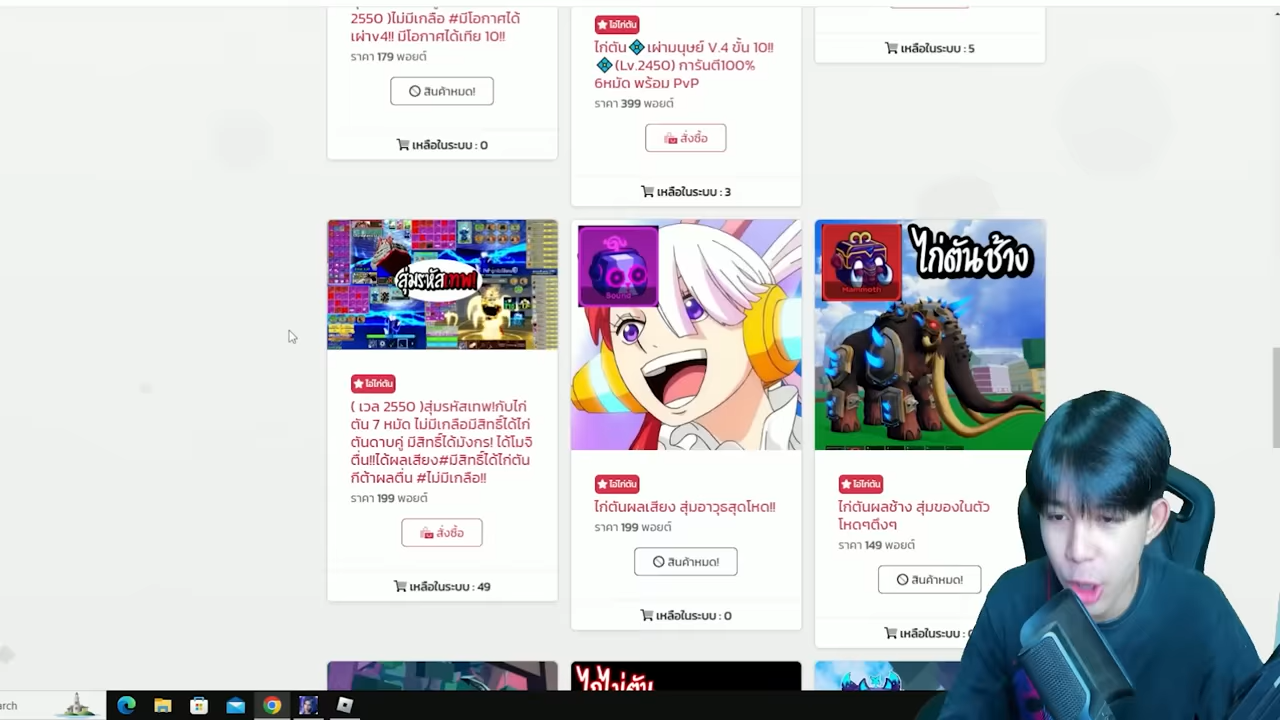 2550 )ไม่มีเกลือ #มีโอกาสได้
เผ่าv4!! มีโอกาสได้เทีย 10!!
ราคา 179 พอยต์
สินค้าหมด!
เหลือในระบบ : 0
ไอ้ไก่ตัน
ไก่ตัน💠เผ่ามนุษย์ V.4 ขั้น 10!!
💠(Lv.2450) การันตี100%
6หมัด พร้อม PvP
ราคา 399 พอยต์
สั่งซื้อ
เหลือในระบบ : 3
เหลือในระบบ : 5
สุ่มรหัสเทพ!
ไอ้ไก่ตัน
( เวล 2550 )สุ่มรหัสเทพ!กับไก่
ตัน 7 หมัด ไม่มีเกลือมีสิทธิ์ได้ไก่
ตันดาบคู่ มีสิทธิ์ได้มังกร! ได้โมจิ
ตื่น!!ได้ผลเสียง#มีสิทธิ์ได้ไก่ตัน
กีต้าผลตื่น #ไม่มีเกลือ!!
ราคา 199 พอยต์
สั่งซื้อ
เหลือในระบบ : 49
Sound
ไอ้ไก่ตัน
ไก่ตันผลเสียง สุ่มอาวุธสุดโหด!!
ราคา 199 พอยต์
สินค้าหมด!
เหลือในระบบ : 0
Mammoth
ไก่ตันช้าง
ไอ้ไก่ตัน
ไก่ตันผลช้าง สุ่มของในตัว
โหดๆตึงๆ
ราคา 149 พอยต์
สินค้าหมด!
เหลือในระบบ :
arch